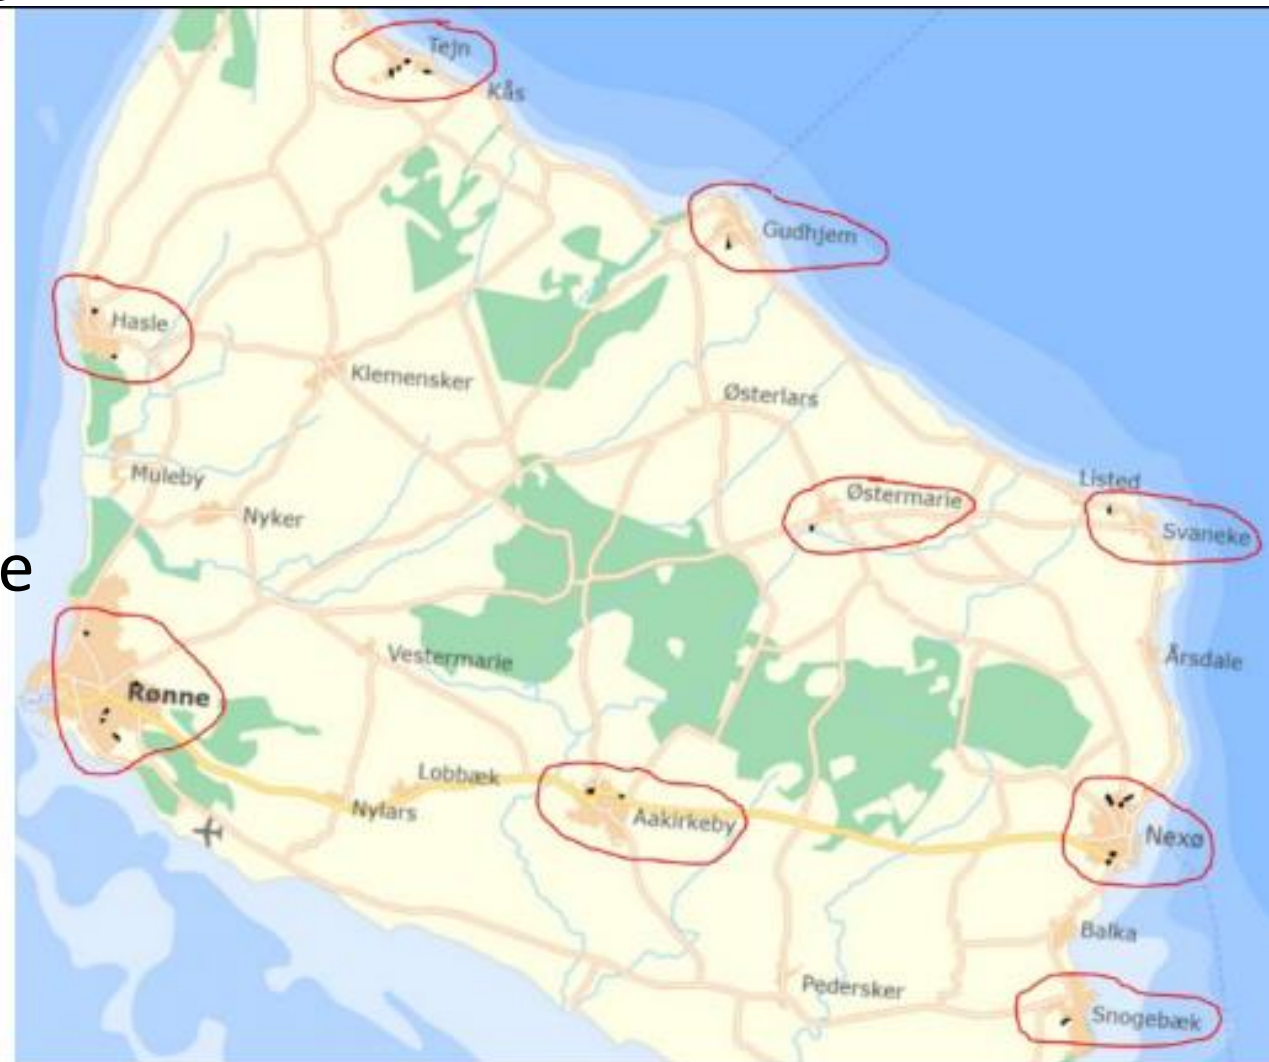 Tejn
Kås
Gudhjem
Hasle
Klemensker
Østerlars
Muleby
Listed
Østermarie
Nyker
Svaneke
e
Vestermarie
Årsdale
Rønne
Lobbæk
Nylars
Aakirkeby
Nexø
Balka
Pedersker
Snogebæk